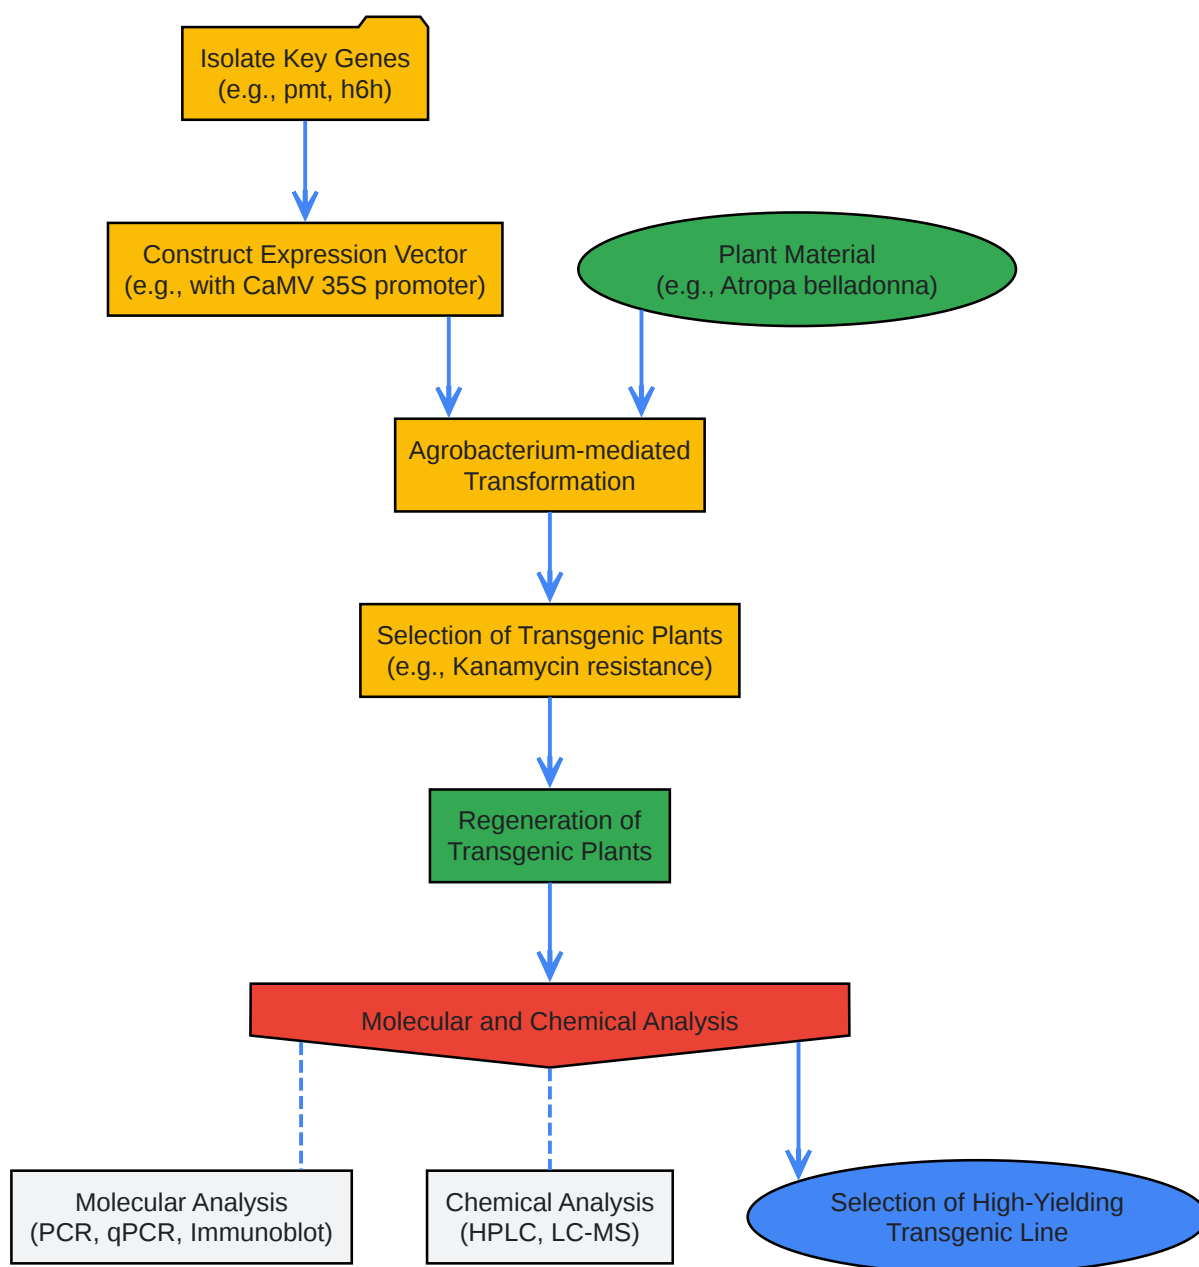 Isolate Key Genes
(e.g., pmt, h6h)
Construct Expression Vector
(e.g., with CaMV 35S promoter)
Plant Material
(e.g., Atropa belladonna)
Agrobacterium-mediated
Transformation
Selection of Transgenic Plants
(e.g., Kanamycin resistance)
Regeneration of
Transgenic Plants
Molecular and Chemical Analysis
Molecular Analysis
(PCR, qPCR, Immunoblot)
Chemical Analysis
(HPLC, LC-MS)
Selection of High-Yielding
Transgenic Line